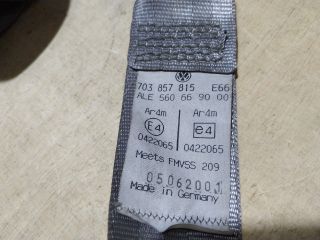 703 857 815 E66
ALE 560 66 90 00
Ar4m Ar4m
E4 e4
0422065 0422065
Meets FMVSS 209
05062001
Made in Germany